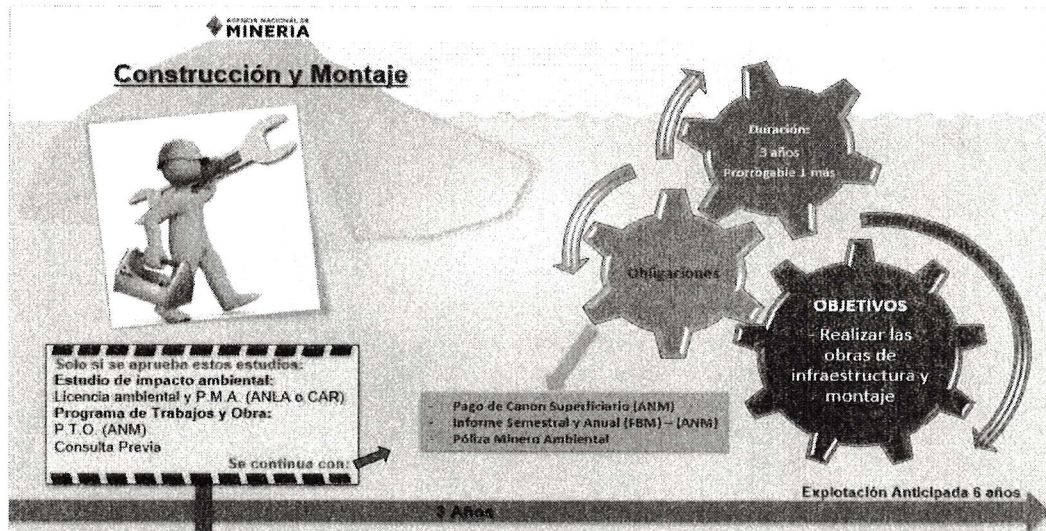 AGENCIA NACIONAL DE
MINERIA
Construcción y Montaje
Duración:
3 años
Prorrogable 1 más
Obligaciones
OBJETIVOS
- Realizar las
obras de
infraestructura y
montaje
Solo si se aprueba estos estudios:
Estudio de impacto ambiental:
Licencia ambiental y P.M.A. (ANLA o CAR)
Programa de Trabajos y Obra:
P.T.O. (ANM)
Consulta Previa
Se continua con:
- Pago de Canon Superficiario (ANM)
- Informe Semestral y Anual (FBM) – (ANM)
- Póliza Minero Ambiental
Explotación Anticipada 6 años
3 Años